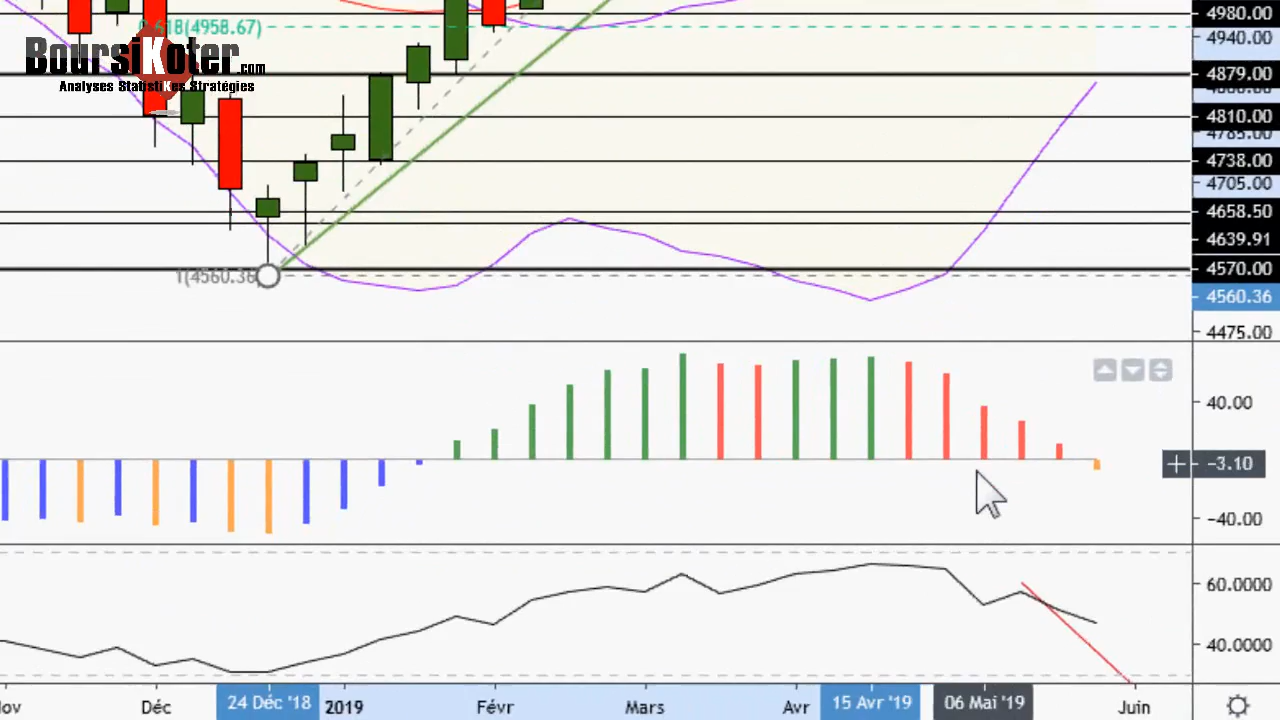 4980.00
0.618(4958.67)
4940.00
BoursiKoter.com
Analyses StatistiKes Stratégies
4879.00
4810.00
4785.00
4738.00
4705.00
4658.50
4639.91
4570.00
1(4560.36)
4560.36
4475.00
40.00
-3.10
-40.00
60.0000
40.0000
Déc
24 Déc '18
2019
Févr
Mars
Avr
15 Avr '19
06 Mai '19
Juin